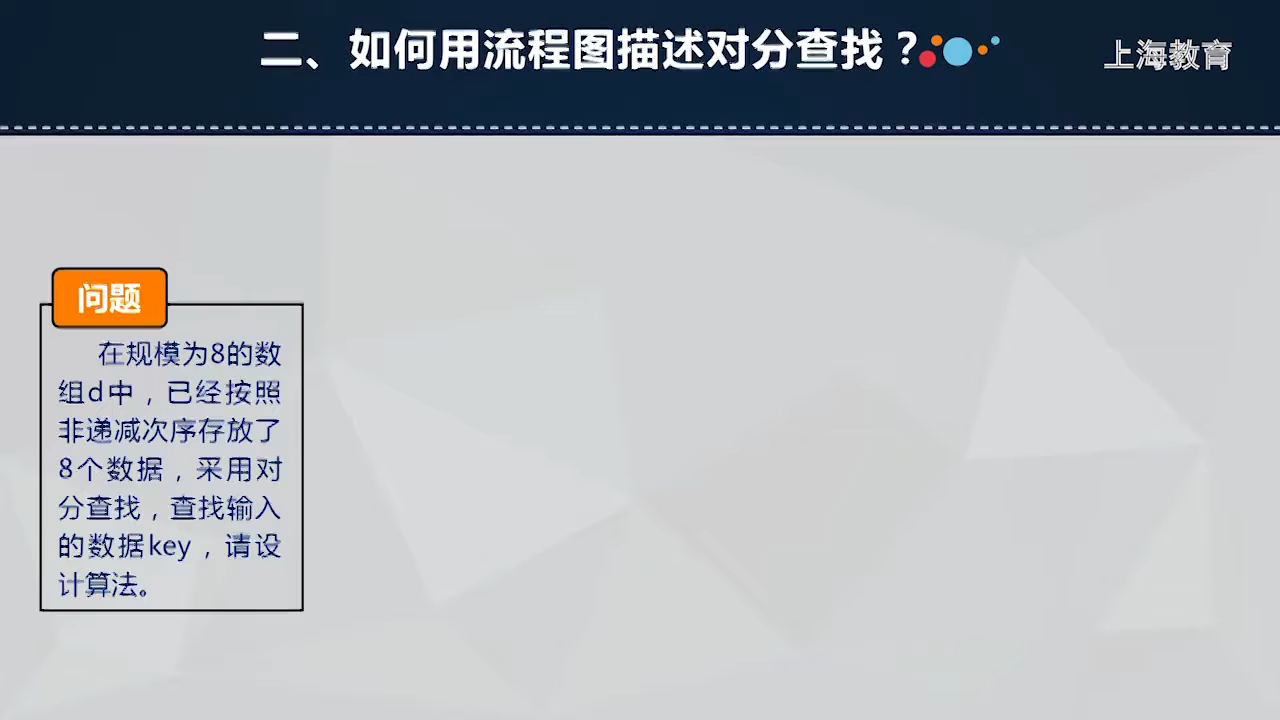 二、如何用流程图描述对分查找？
上海教育
问题
在规模为8的数
组d中，已经按照
非递减次序存放了
8个数据，采用对
分查找，查找输入
的数据key，请设
计算法。